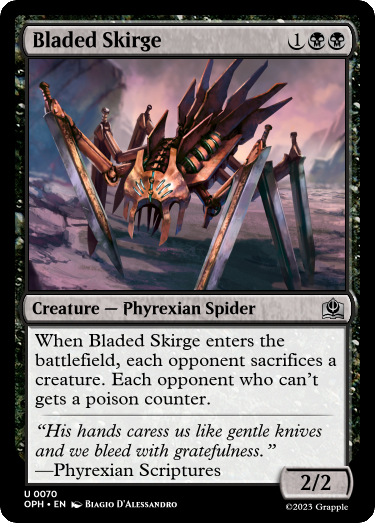 Bladed Skirge 1
Creature — Phyrexian Spider
When Bladed Skirge enters the
battlefield, each opponent sacrifices a
creature. Each opponent who can't
gets a poison counter.
“His hands caress us like gentle knives
and we bleed with gratefulness.”
—Phyrexian Scriptures
2/2
U 0070
OPH • EN Biagio D'Alessandro
©2023 Grapple